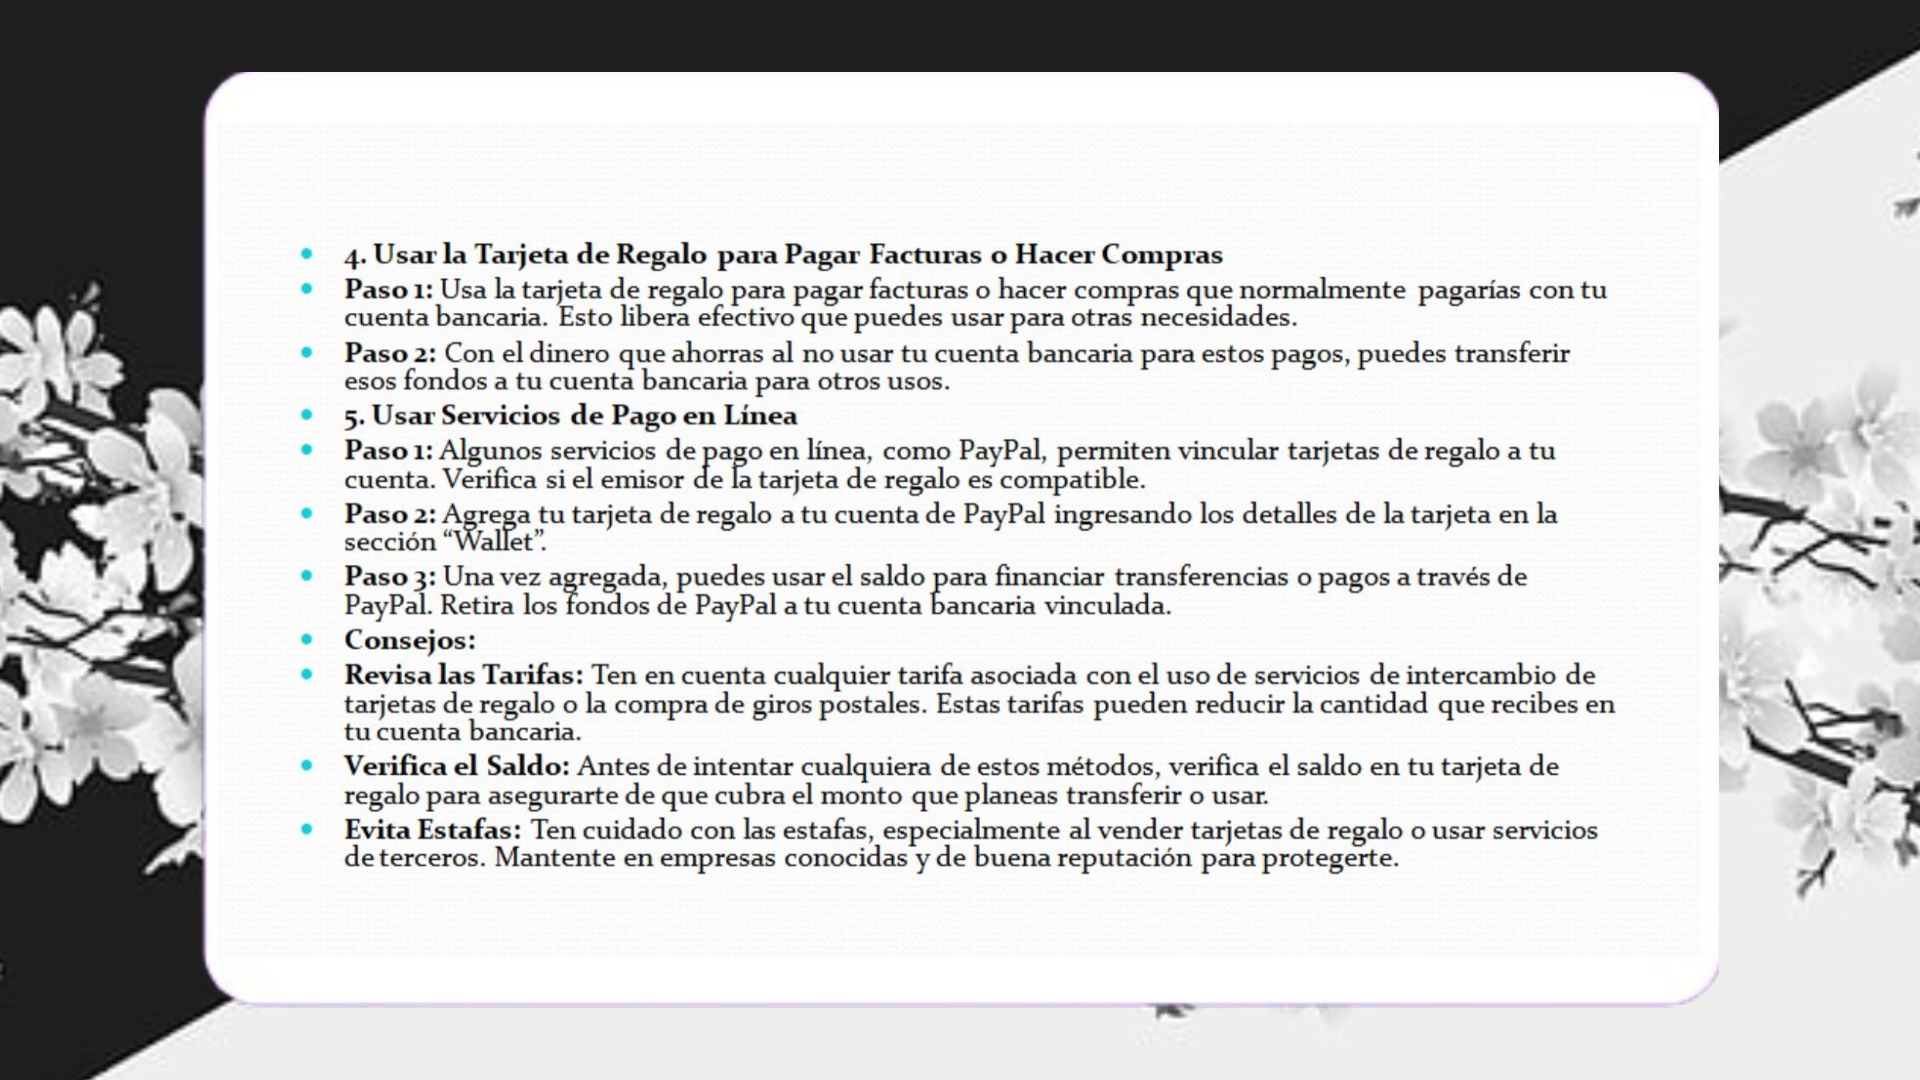 4. Usar la Tarjeta de Regalo para Pagar Facturas o Hacer Compras
Paso 1: Usa la tarjeta de regalo para pagar facturas o hacer compras que normalmente pagarías con tu
cuenta bancaria. Esto libera efectivo que puedes usar para otras necesidades.
Paso 2: Con el dinero que ahorras al no usar tu cuenta bancaria para estos pagos, puedes transferir
esos fondos a tu cuenta bancaria para otros usos.
5. Usar Servicios de Pago en Línea
Paso 1: Algunos servicios de pago en línea, como PayPal, permiten vincular tarjetas de regalo a tu
cuenta. Verifica si el emisor de la tarjeta de regalo es compatible.
Paso 2: Agrega tu tarjeta de regalo a tu cuenta de PayPal ingresando los detalles de la tarjeta en la
sección “Wallet”.
Paso 3: Una vez agregada, puedes usar el saldo para financiar transferencias o pagos a través de
PayPal. Retira los fondos de PayPal a tu cuenta bancaria vinculada.
Consejos:
Revisa las Tarifas: Ten en cuenta cualquier tarifa asociada con el uso de servicios de intercambio de
tarjetas de regalo o la compra de giros postales. Estas tarifas pueden reducir la cantidad que recibes en
tu cuenta bancaria.
Verifica el Saldo: Antes de intentar cualquiera de estos métodos, verifica el saldo en tu tarjeta de
regalo para asegurarte de que cubra el monto que planeas transferir o usar.
Evita Estafas: Ten cuidado con las estafas, especialmente al vender tarjetas de regalo o usar servicios
de terceros. Mantente en empresas conocidas y de buena reputación para protegerte.